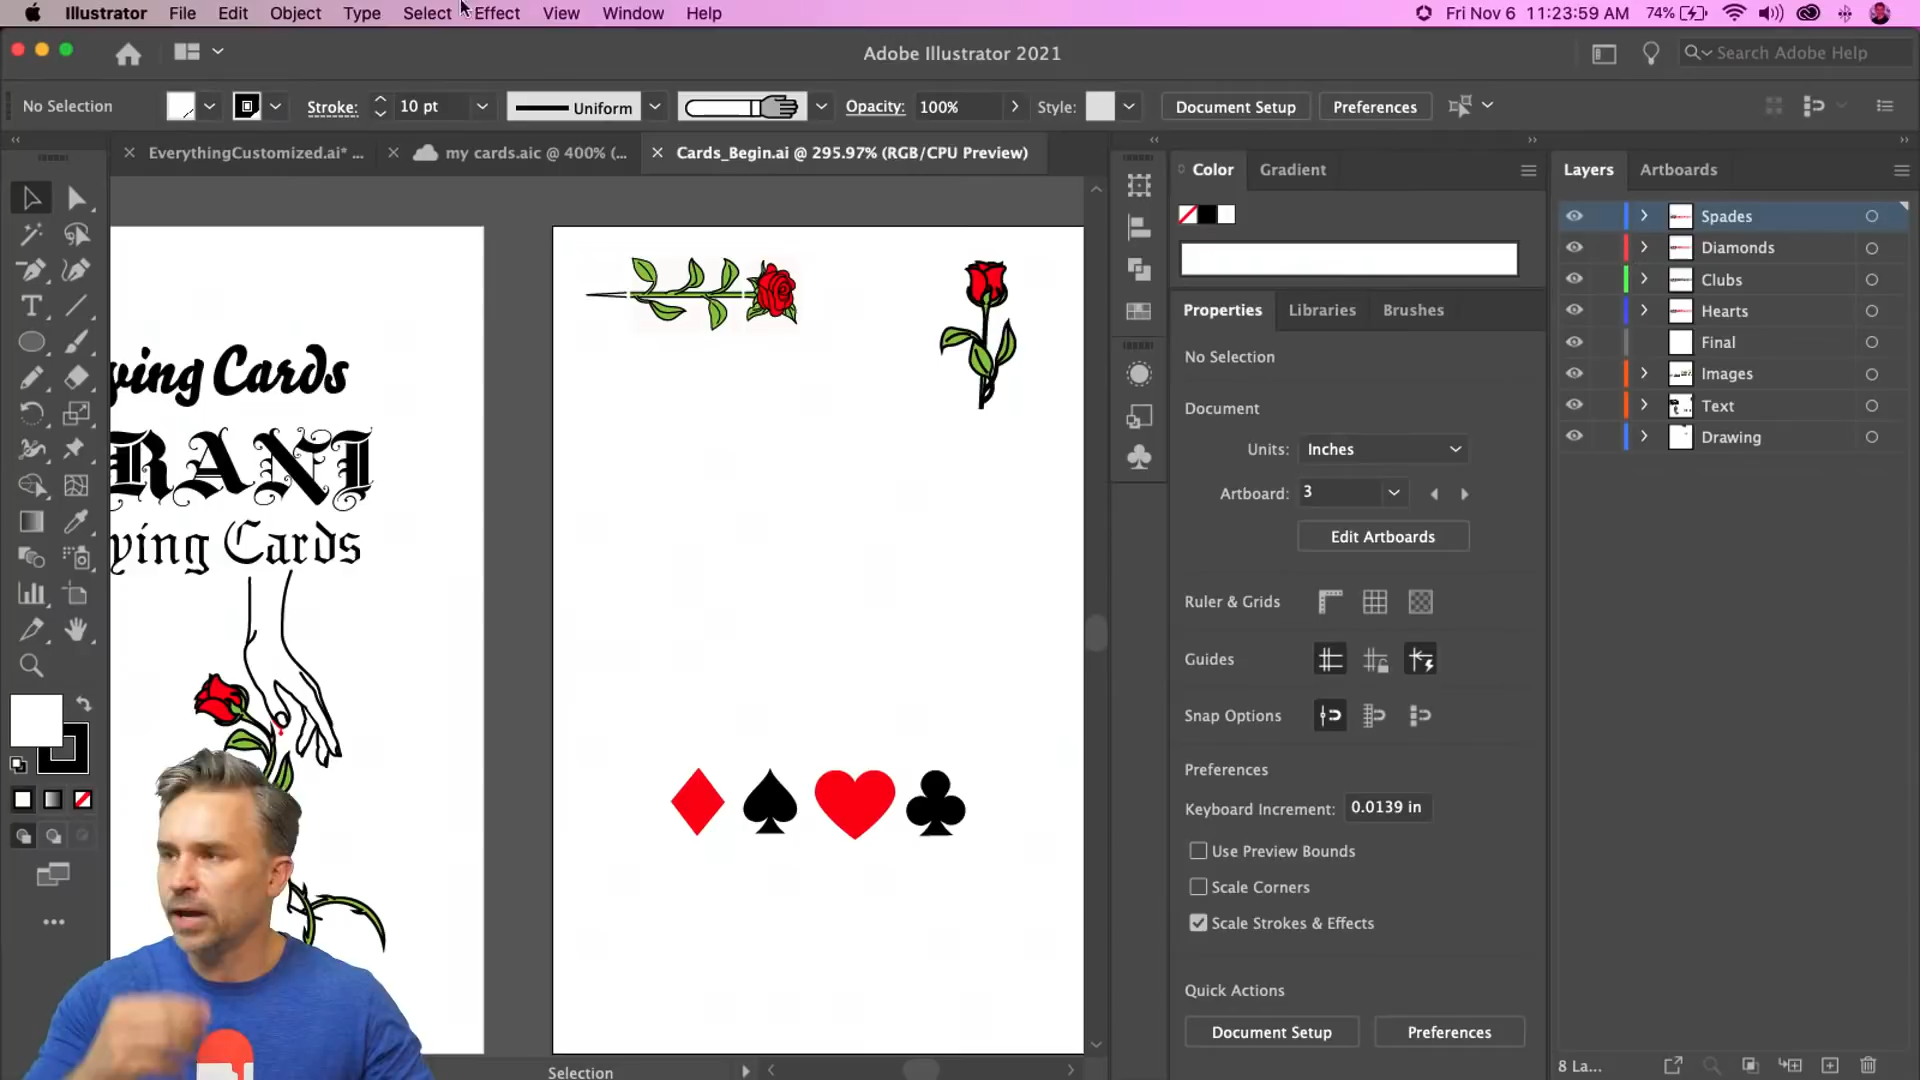 Illustrator File Edit Object Type Select Effect View Window Help Fri Nov 6 11:23:59 AM 74%
Adobe Illustrator 2021 Search Adobe Help
No Selection Stroke: 10 pt Uniform Opacity: 100% Style: Document Setup Preferences
EverythingCustomized.ai* ... my cards.aic @ 400% (... Cards_Begin.ai @ 295.97% (RGB/CPU Preview)
Color Gradient
Layers Artboards
Spades
Diamonds
Clubs
Hearts
Final
Images
Text
Drawing
ying Cards
RANI
ying Cards
Properties Libraries Brushes
No Selection
Document
Units: Inches
Artboard: 3
Edit Artboards
Ruler & Grids
Guides
Snap Options
Preferences
Keyboard Increment: 0.0139 in
Use Preview Bounds
Scale Corners
Scale Strokes & Effects
Quick Actions
Document Setup Preferences
Selection
8 La...